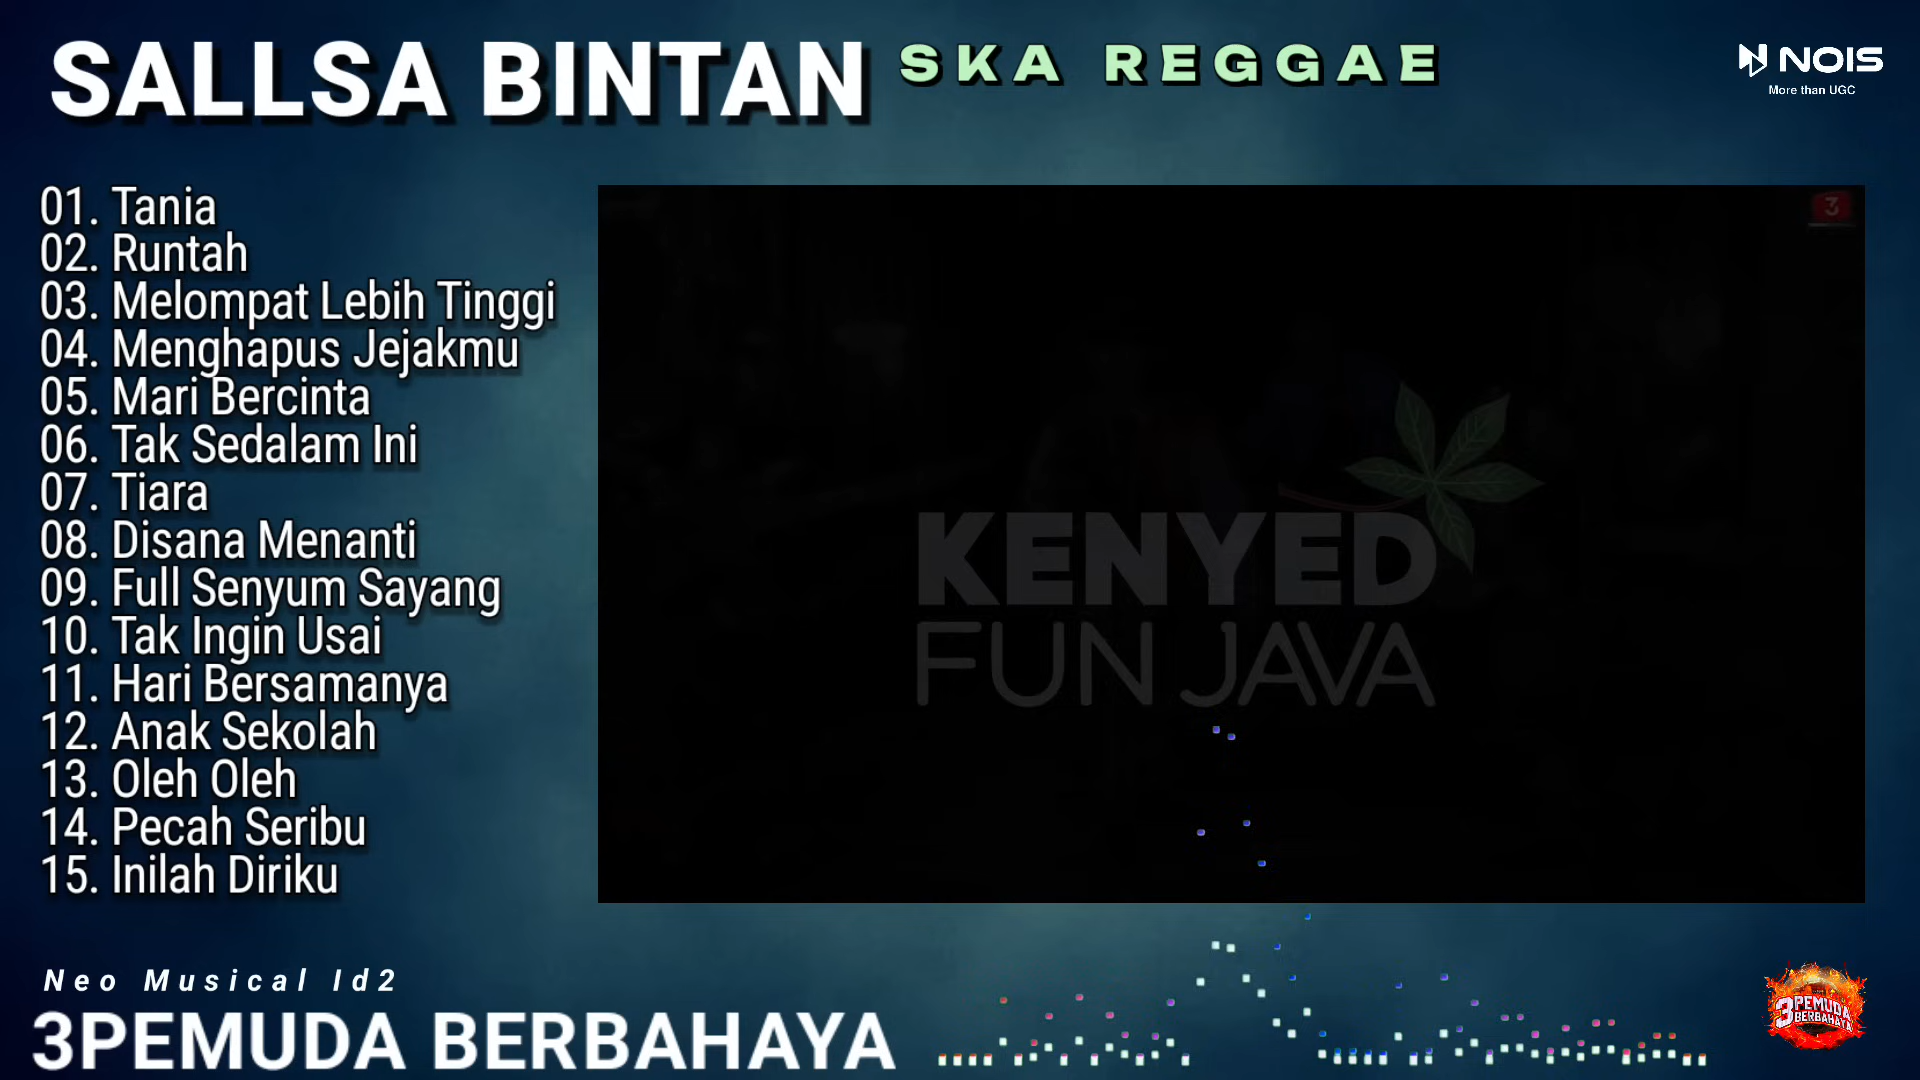 SALLSA BINTAN
SKA REGGAE
NOIS
More than UGC
01. Tania
02. Runtah
03. Melompat Lebih Tinggi
04. Menghapus Jejakmu
05. Mari Bercinta
06. Tak Sedalam Ini
07. Tiara
08. Disana Menanti
09. Full Senyum Sayang
10. Tak Ingin Usai
11. Hari Bersamanya
12. Anak Sekolah
13. Oleh Oleh
14. Pecah Seribu
15. Inilah Diriku
3
KENYED
FUN JAVA
Neo Musical Id2
3PEMUDA BERBAHAYA
3PEMUDA
BERBAHAYA